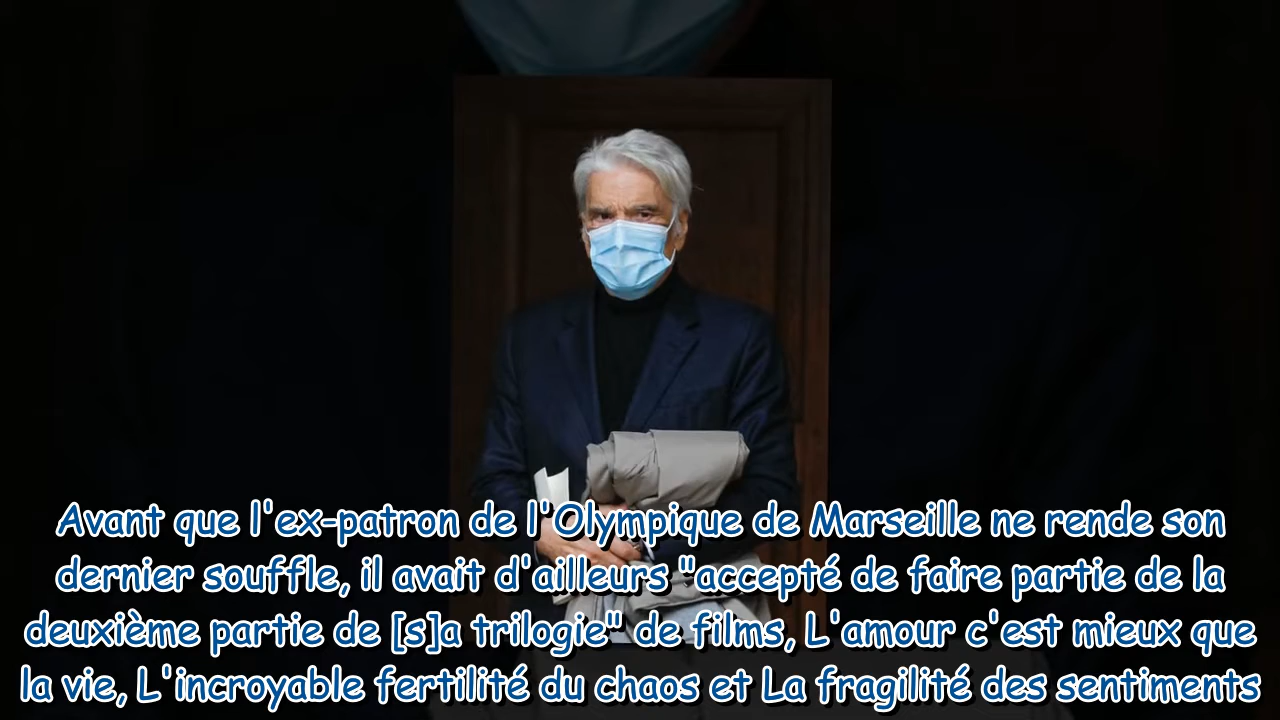 Avant que l'ex-patron de l'Olympique de Marseille ne rende son
dernier souffle, il avait d'ailleurs "accepté de faire partie de la
deuxième partie de [s]a trilogie" de films, L'amour c'est mieux que
la vie, L'incroyable fertilité du chaos et La fragilité des sentiments